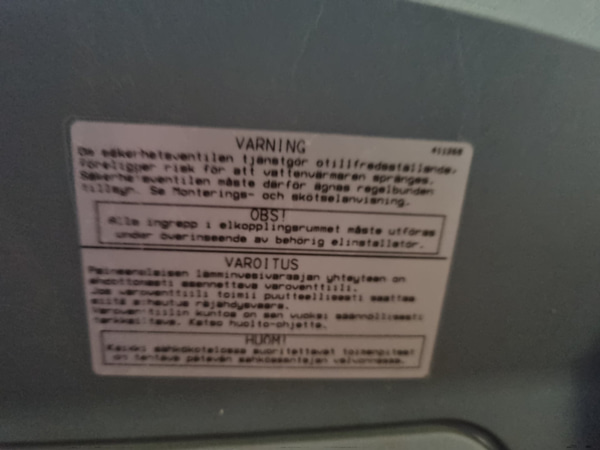 VARNING
Om säkerhetsventilen tjänstgör otillfredsställande,
föreligger risk för att vattenvärmaren spränges.
Säkerhetsventilen måste därför ägnas regelbunden
tillsyn. Se Monterings- och skötselanvisning.
OBS!
Alla ingrepp i elkopplingsrummet måste utföras
under överinseende av behörig elinstallatör.
VAROITUS
Paineenalaisen lämminvesivaraajan yhteyteen on
ehdottomasti asennettava varoventtiili.
Jos varoventtiili toimii puutteellisesti saattaa
siitä aiheutua räjähdysvaara.
Varoventtiilin kuntoa on sen vuoksi säännöllisesti
tarkkailtava. Katso huolto-ohjetta.
HUOM!
Kaikki sähkökotelossa suoritettavat toimenpiteet
on tehtävä pätevän sähköasentajan valvonnassa.